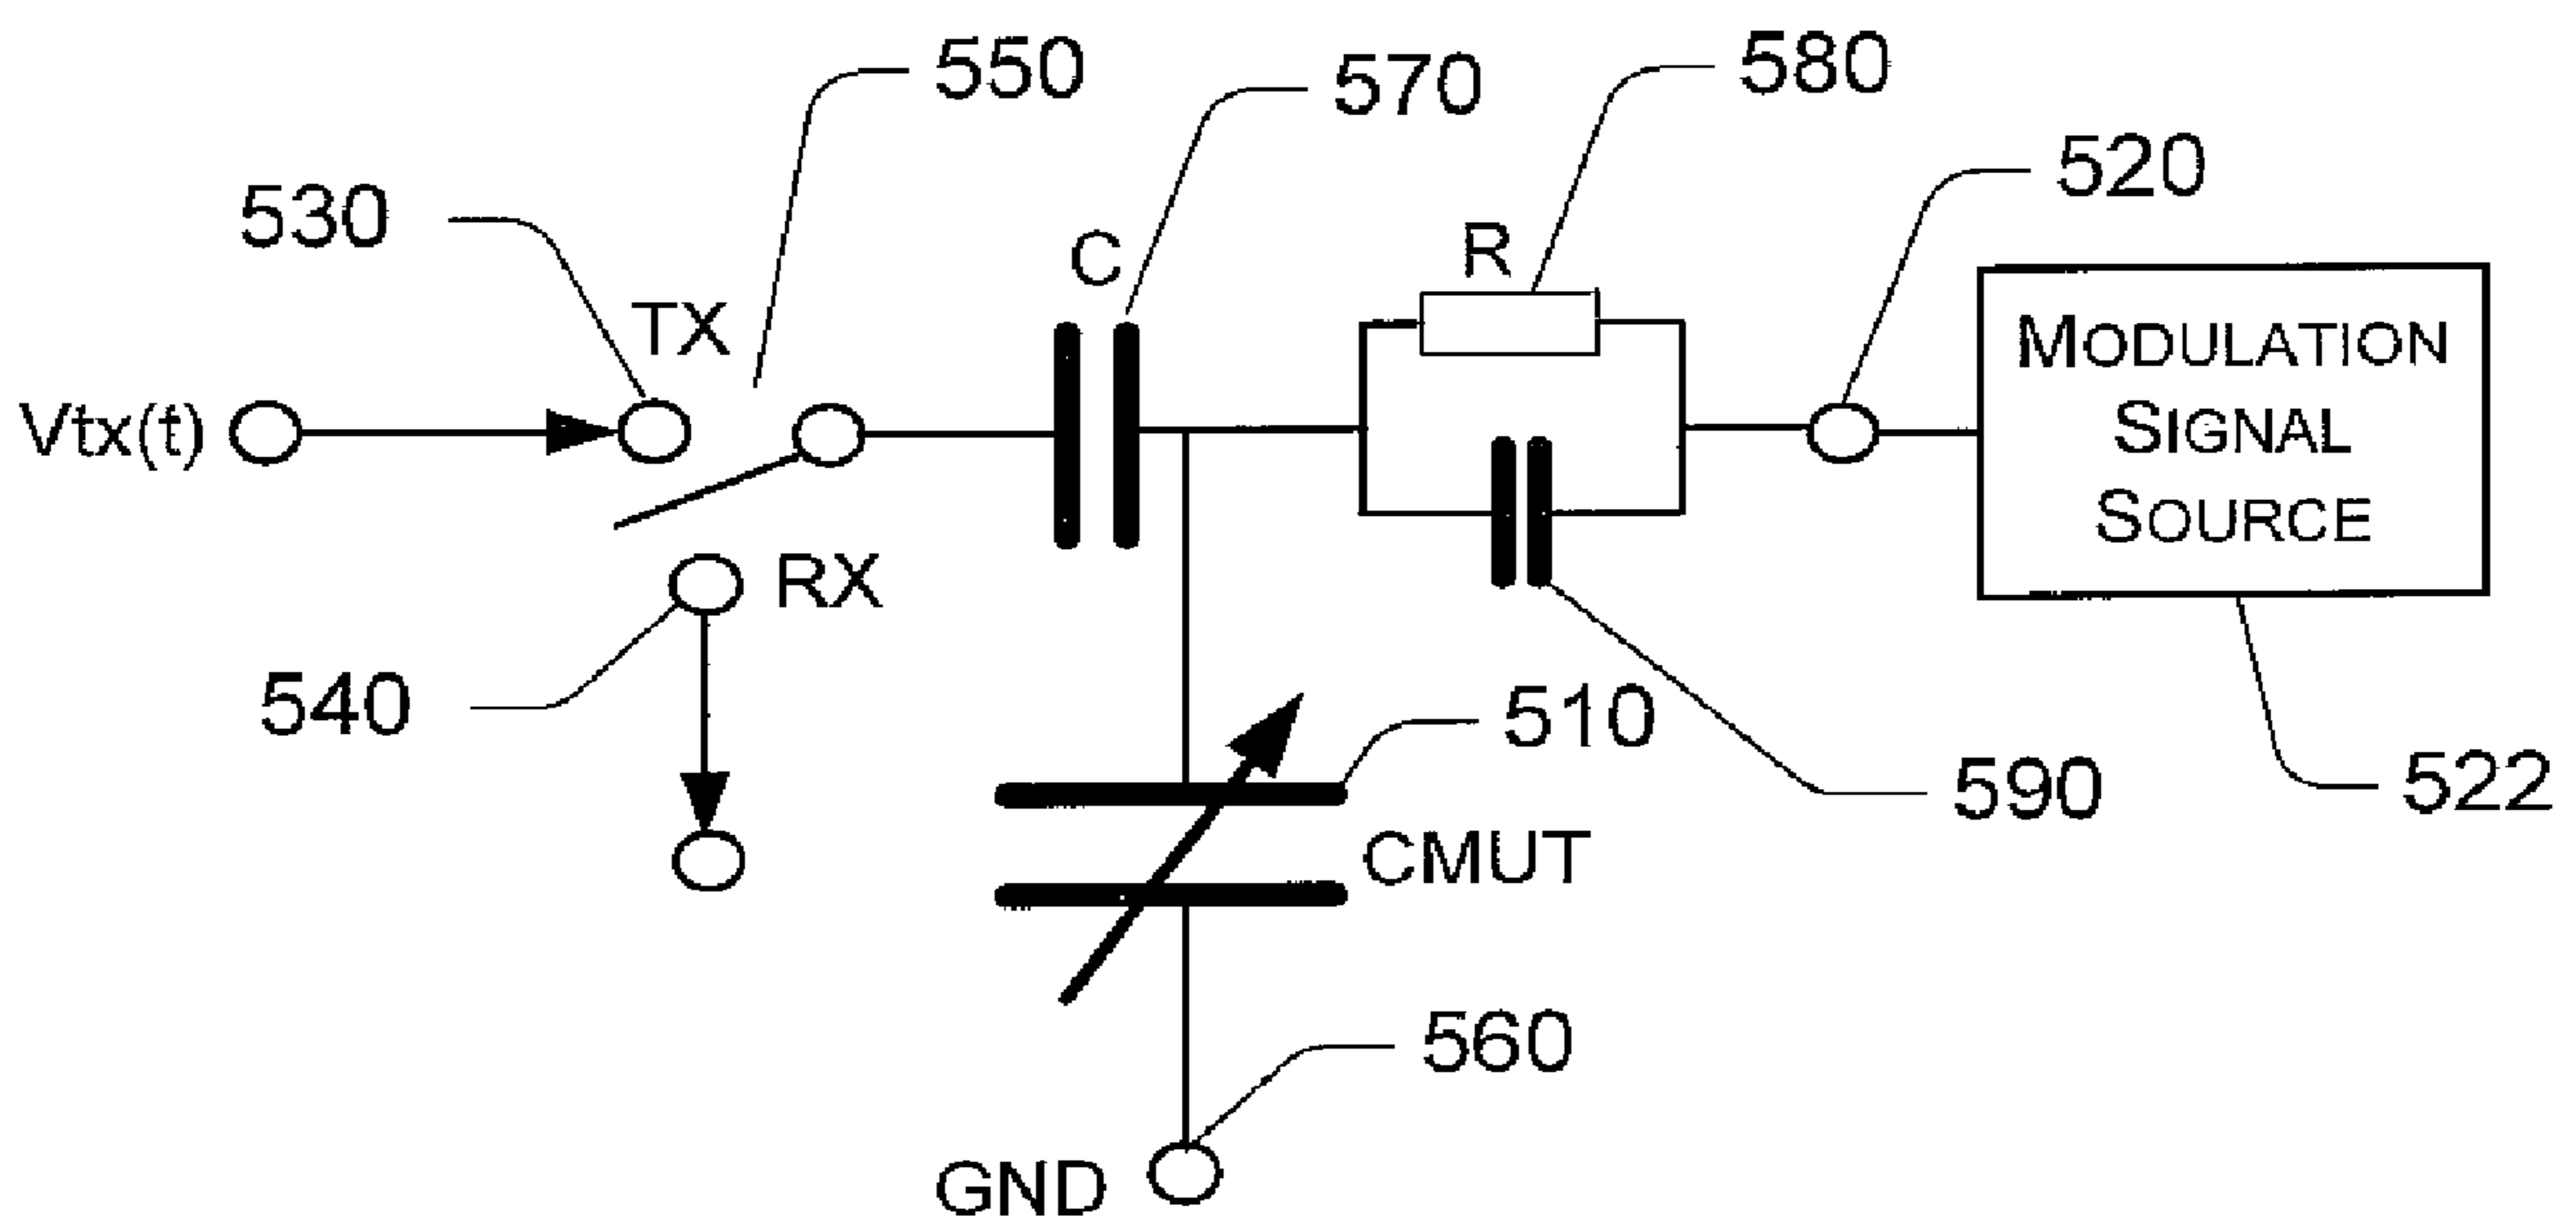 550
570
580
530
520
C
R
TX
Vtx(t)
MODULATION
SIGNAL
SOURCE
RX
540
510
590
522
CMUT
560
GND